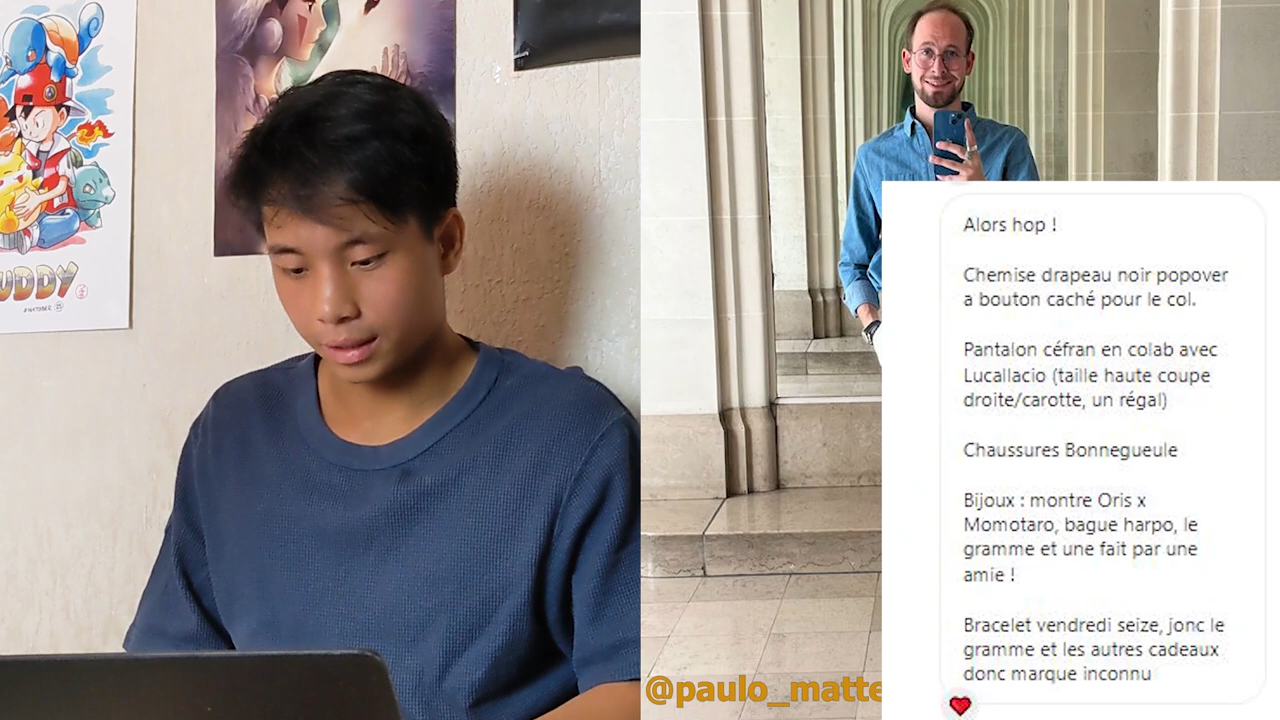 UDDY
@paulo_matte
Alors hop !
Chemise drapeau noir popover
a bouton caché pour le col.
Pantalon céfran en colab avec
Lucallacio (taille haute coupe
droite/carotte, un régal)
Chaussures Bonnegueule
Bijoux : montre Oris x
Momotaro, bague harpo, le
gramme et une fait par une
amie !
Bracelet vendredi seize, jonc le
gramme et les autres cadeaux
donc marque inconnu